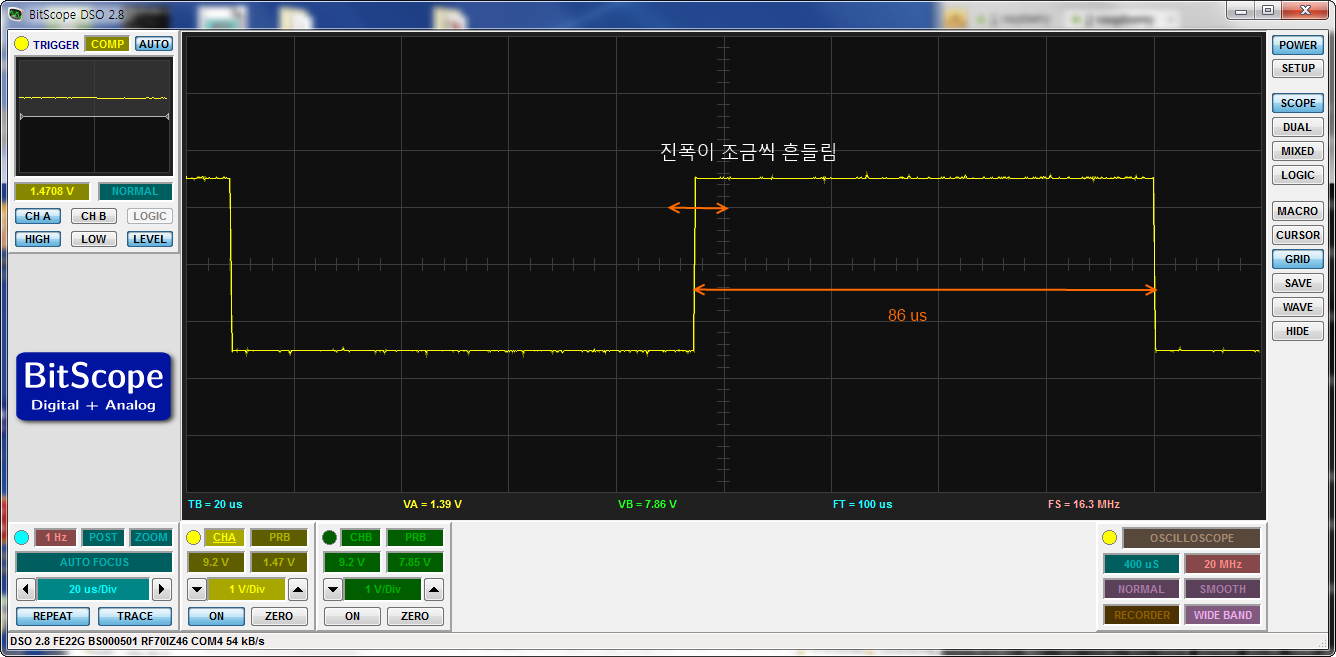 BitScope DSO 2.8
TRIGGER COMP AUTO
1.4708 V NORMAL
CH A CH B LOGIC
HIGH LOW LEVEL
BitScope
Digital + Analog
진폭이 조금씩 흔들림
86 us
TB = 20 us VA = 1.39 V VB = 7.86 V FT = 100 us FS = 16.3 MHz
POWER
SETUP
SCOPE
DUAL
MIXED
LOGIC
MACRO
CURSOR
GRID
SAVE
WAVE
HIDE
1 Hz POST ZOOM
AUTO FOCUS
20 us/Div
REPEAT TRACE
CHA PRB
9.2 V 1.47 V
1 V/Div
ON ZERO
CHB PRB
9.2 V 7.85 V
1 V/Div
ON ZERO
OSCILLOSCOPE
400 uS 20 MHz
NORMAL SMOOTH
RECORDER WIDE BAND
DSO 2.8 FE22G BS000501 RF70IZ46 COM4 54 kB/s